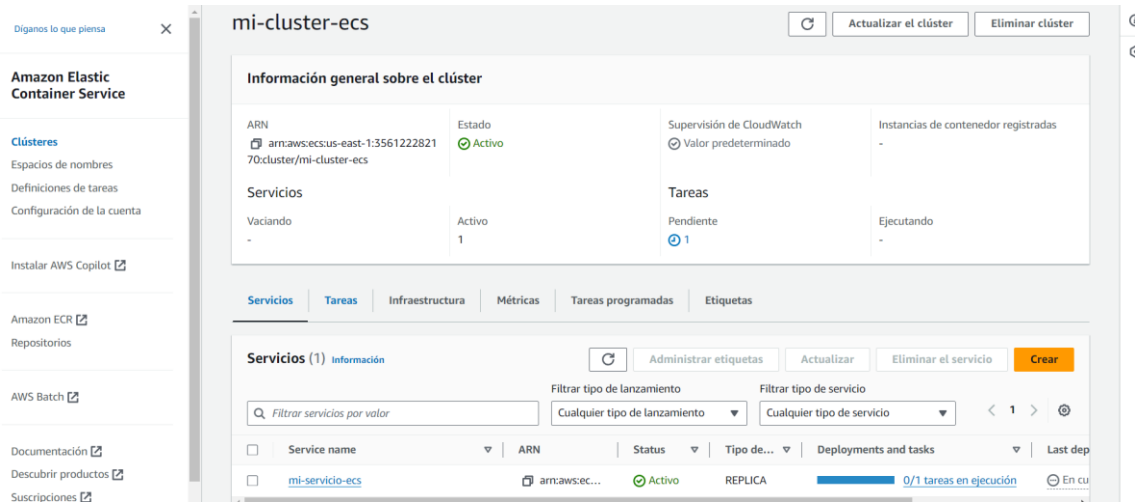 Díganos lo que piensa
mi-cluster-ecs
Actualizar el clúster
Eliminar clúster
Amazon Elastic
Container Service
Información general sobre el clúster
Clústeres
Espacios de nombres
Definiciones de tareas
Configuración de la cuenta
ARN
arn:aws:ecs:us-east-1:3561222821
70:cluster/mi-cluster-ecs
Estado
Activo
Supervisión de CloudWatch
Valor predeterminado
Instancias de contenedor registradas
-
Servicios
Tareas
Vaciando
-
Activo
1
Pendiente
1
Ejecutando
-
Instalar AWS Copilot
Amazon ECR
Repositorios
AWS Batch
Documentación
Descubrir productos
Suscripciones
Servicios
Tareas
Infraestructura
Métricas
Tareas programadas
Etiquetas
Servicios (1) Información
Administrar etiquetas
Actualizar
Eliminar el servicio
Crear
Filtrar tipo de lanzamiento
Filtrar tipo de servicio
Filtrar servicios por valor
Cualquier tipo de lanzamiento
Cualquier tipo de servicio
1
Service name
ARN
Status
Tipo de...
Deployments and tasks
Last dep
mi-servicio-ecs
arn:aws:ec...
Activo
REPLICA
0/1 tareas en ejecución
En cu